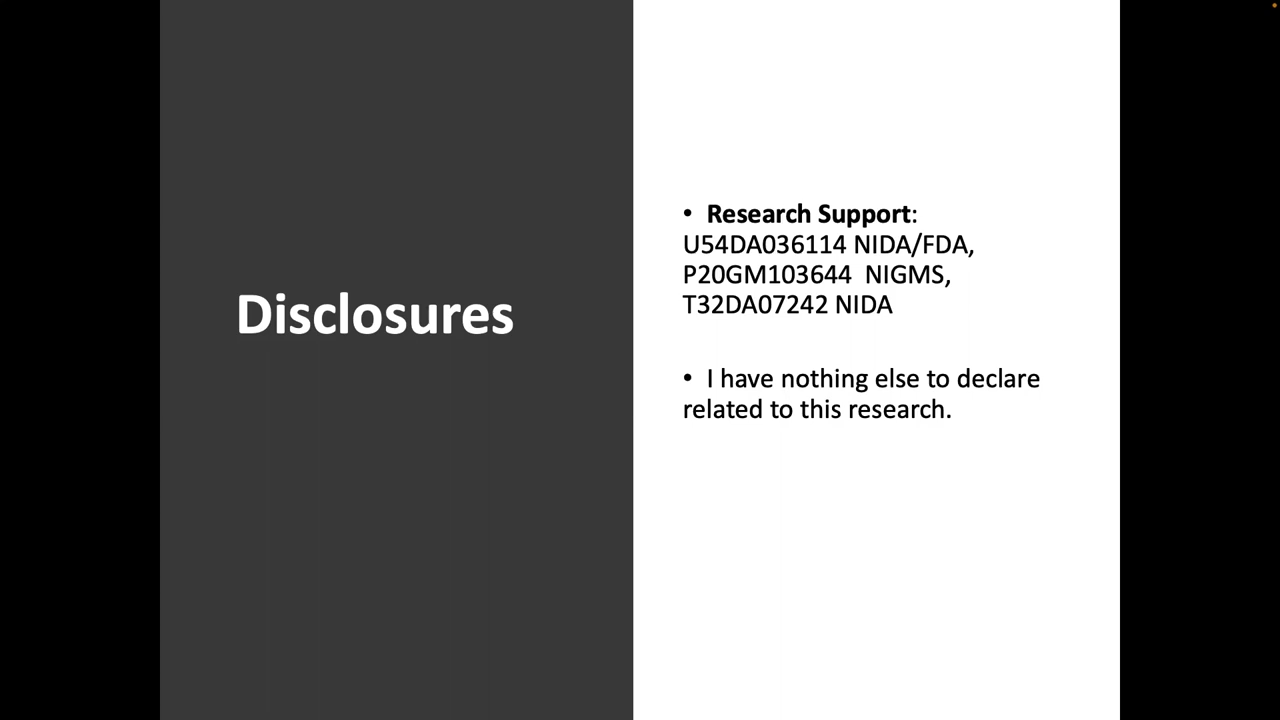 Disclosures
• Research Support:
U54DA036114 NIDA/FDA,
P20GM103644  NIGMS,
T32DA07242 NIDA
• I have nothing else to declare
related to this research.